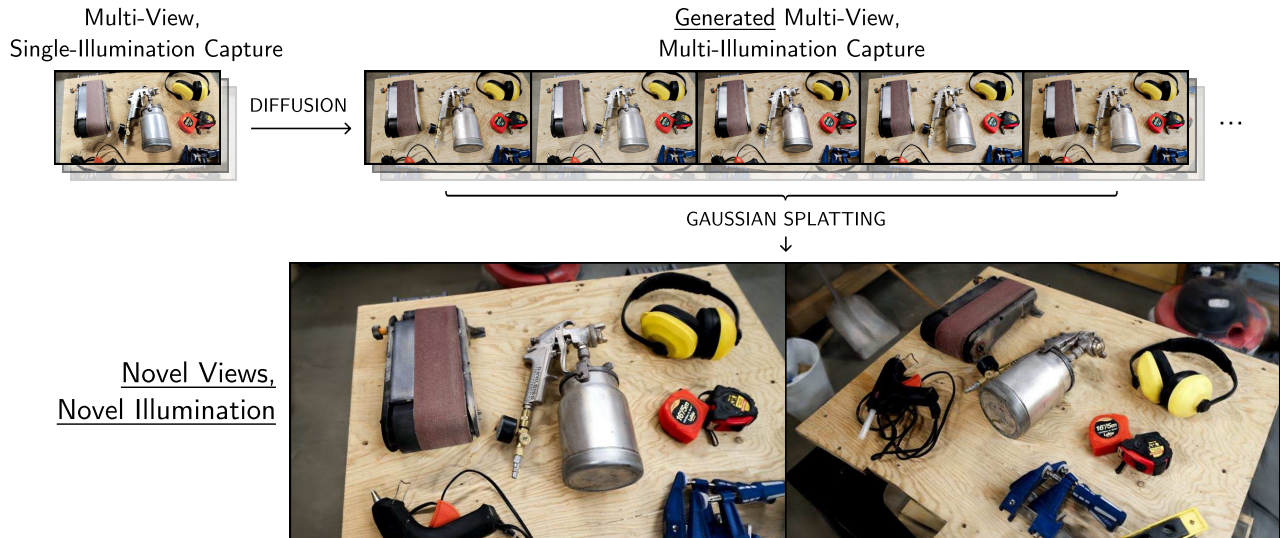 Multi-View,
Single-Illumination Capture
Generated Multi-View,
Multi-Illumination Capture
DIFFUSION
...
GAUSSIAN SPLATTING
Novel Views,
Novel Illumination